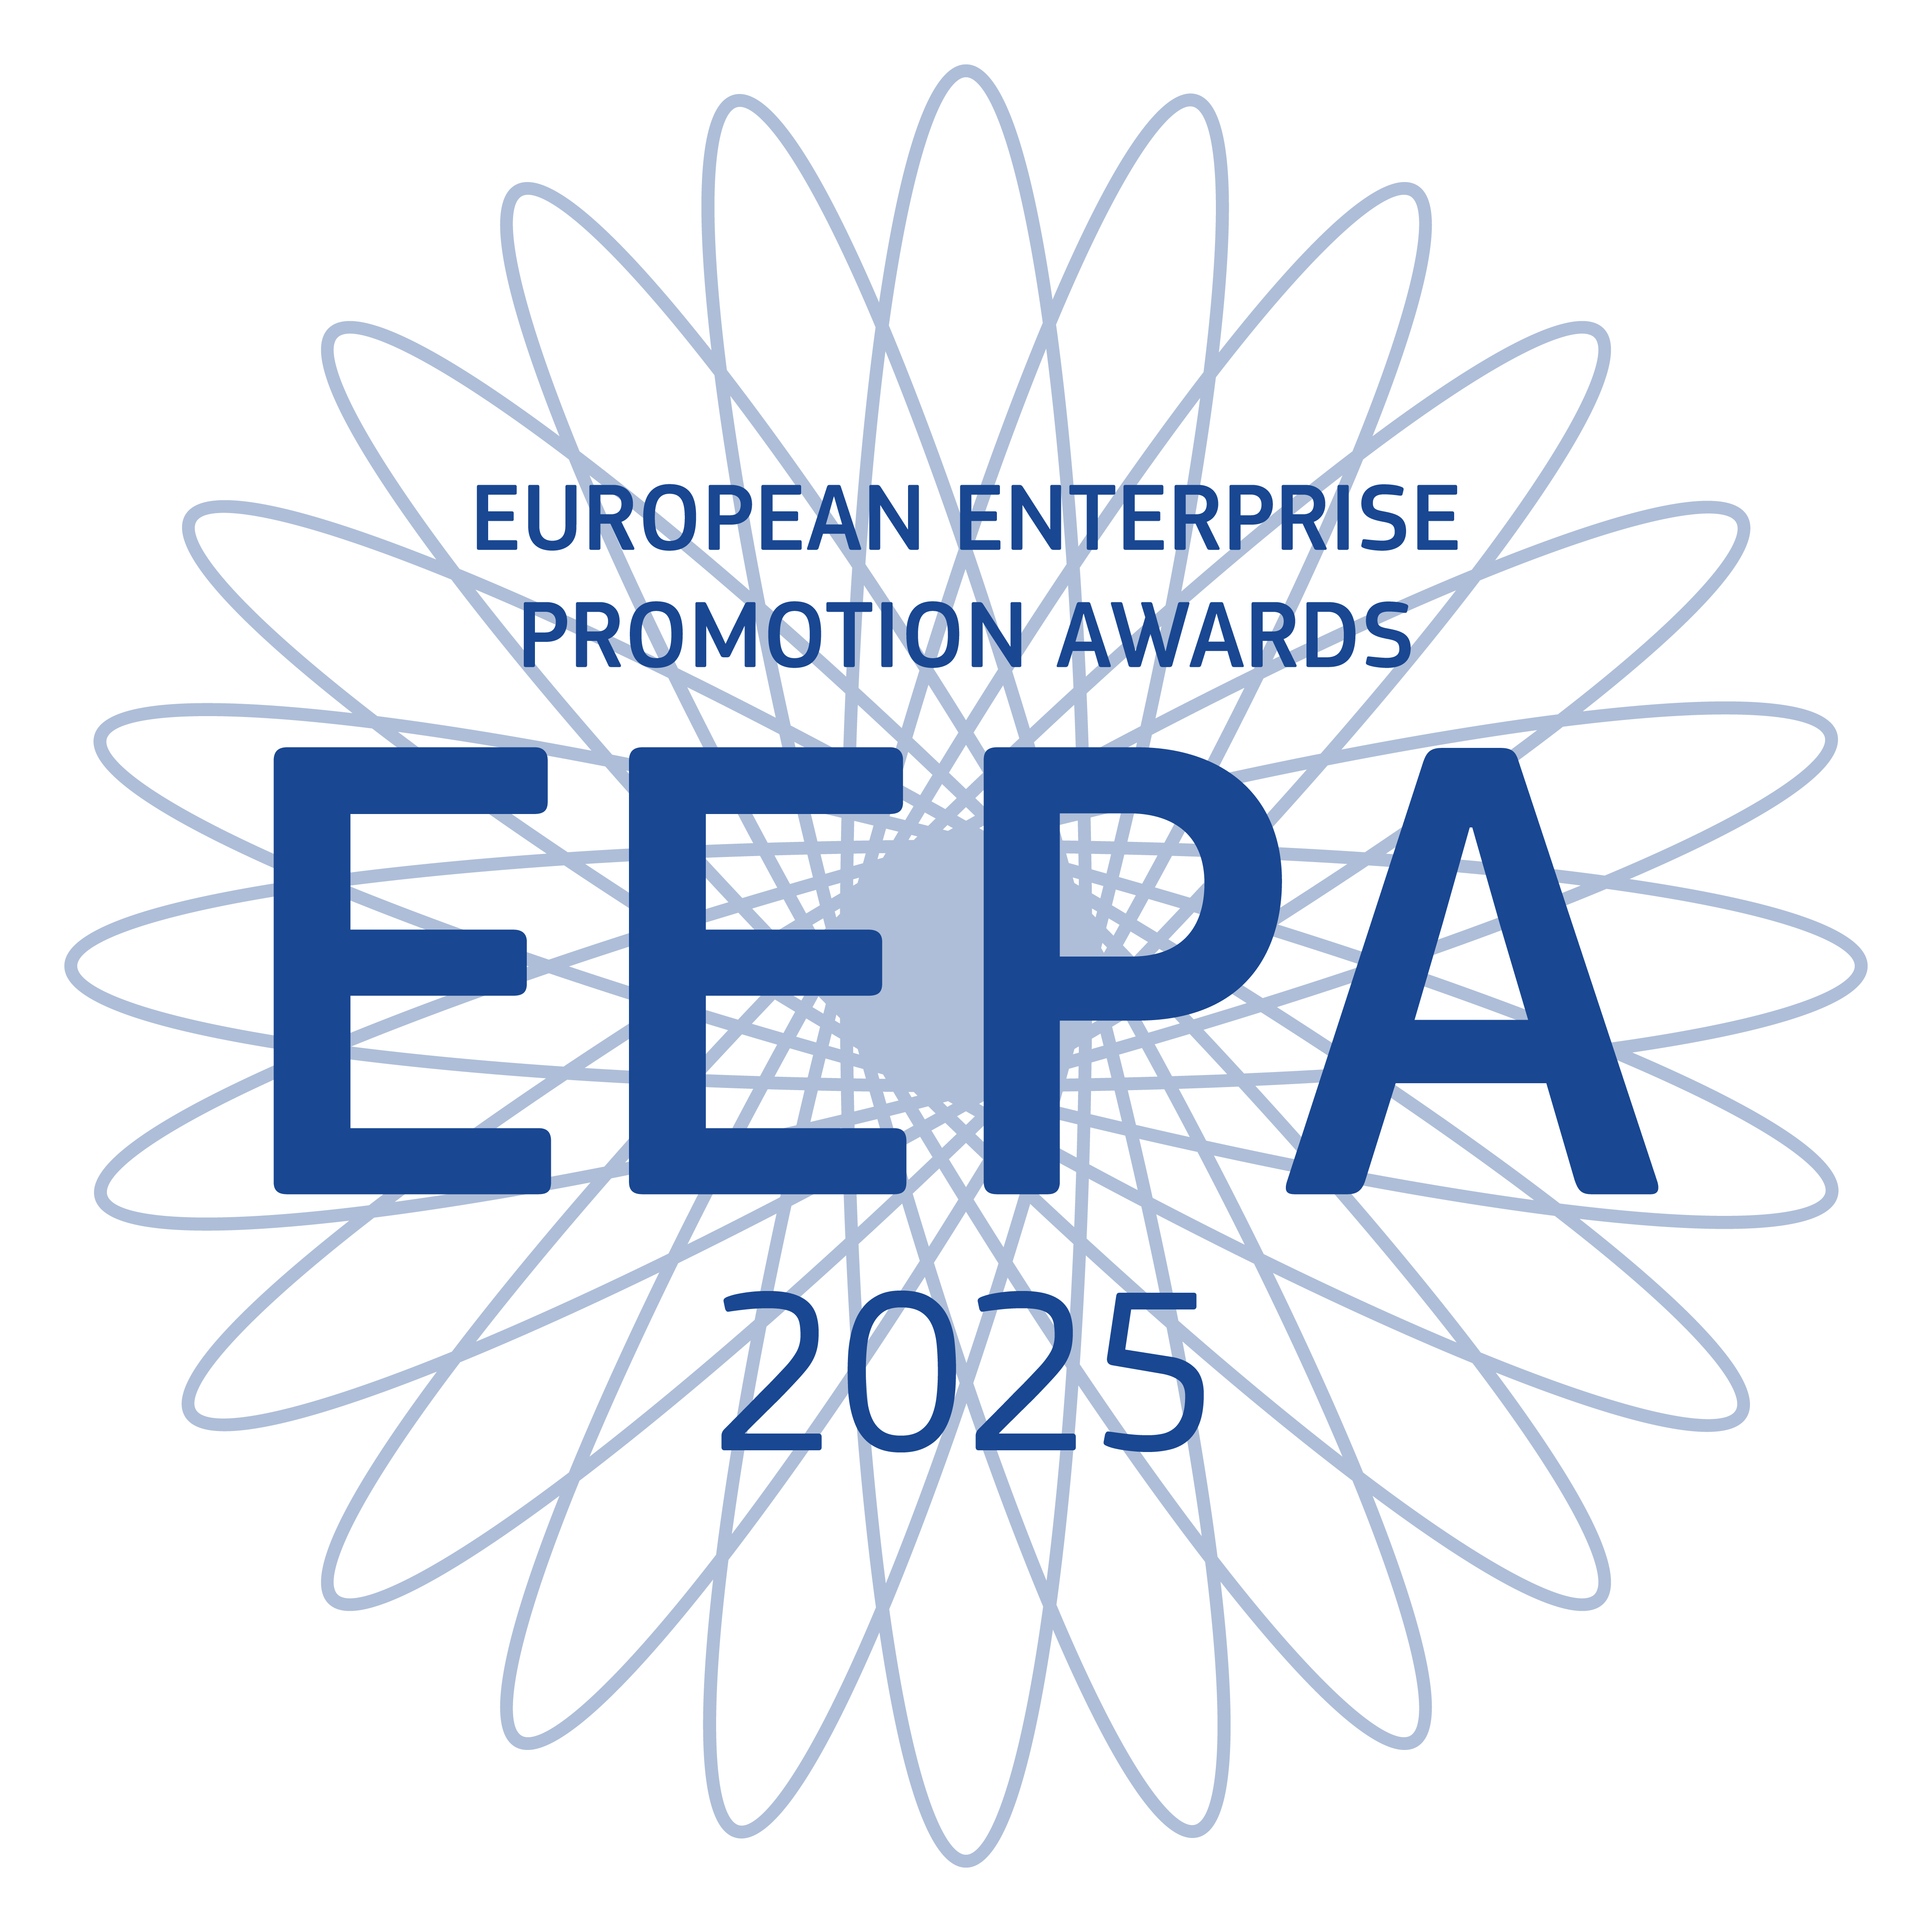 EUROPEAN ENTERPRISE
PROMOTION AWARDS
EEPA
2025